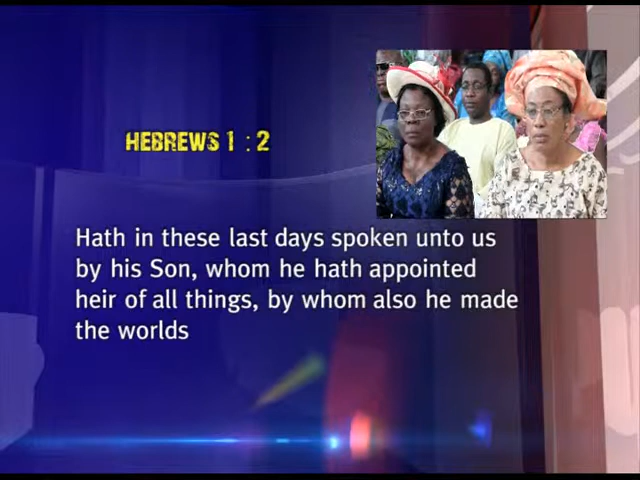 HEBREWS 1 : 2
Hath in these last days spoken unto us
by his Son, whom he hath appointed
heir of all things, by whom also he made
the worlds